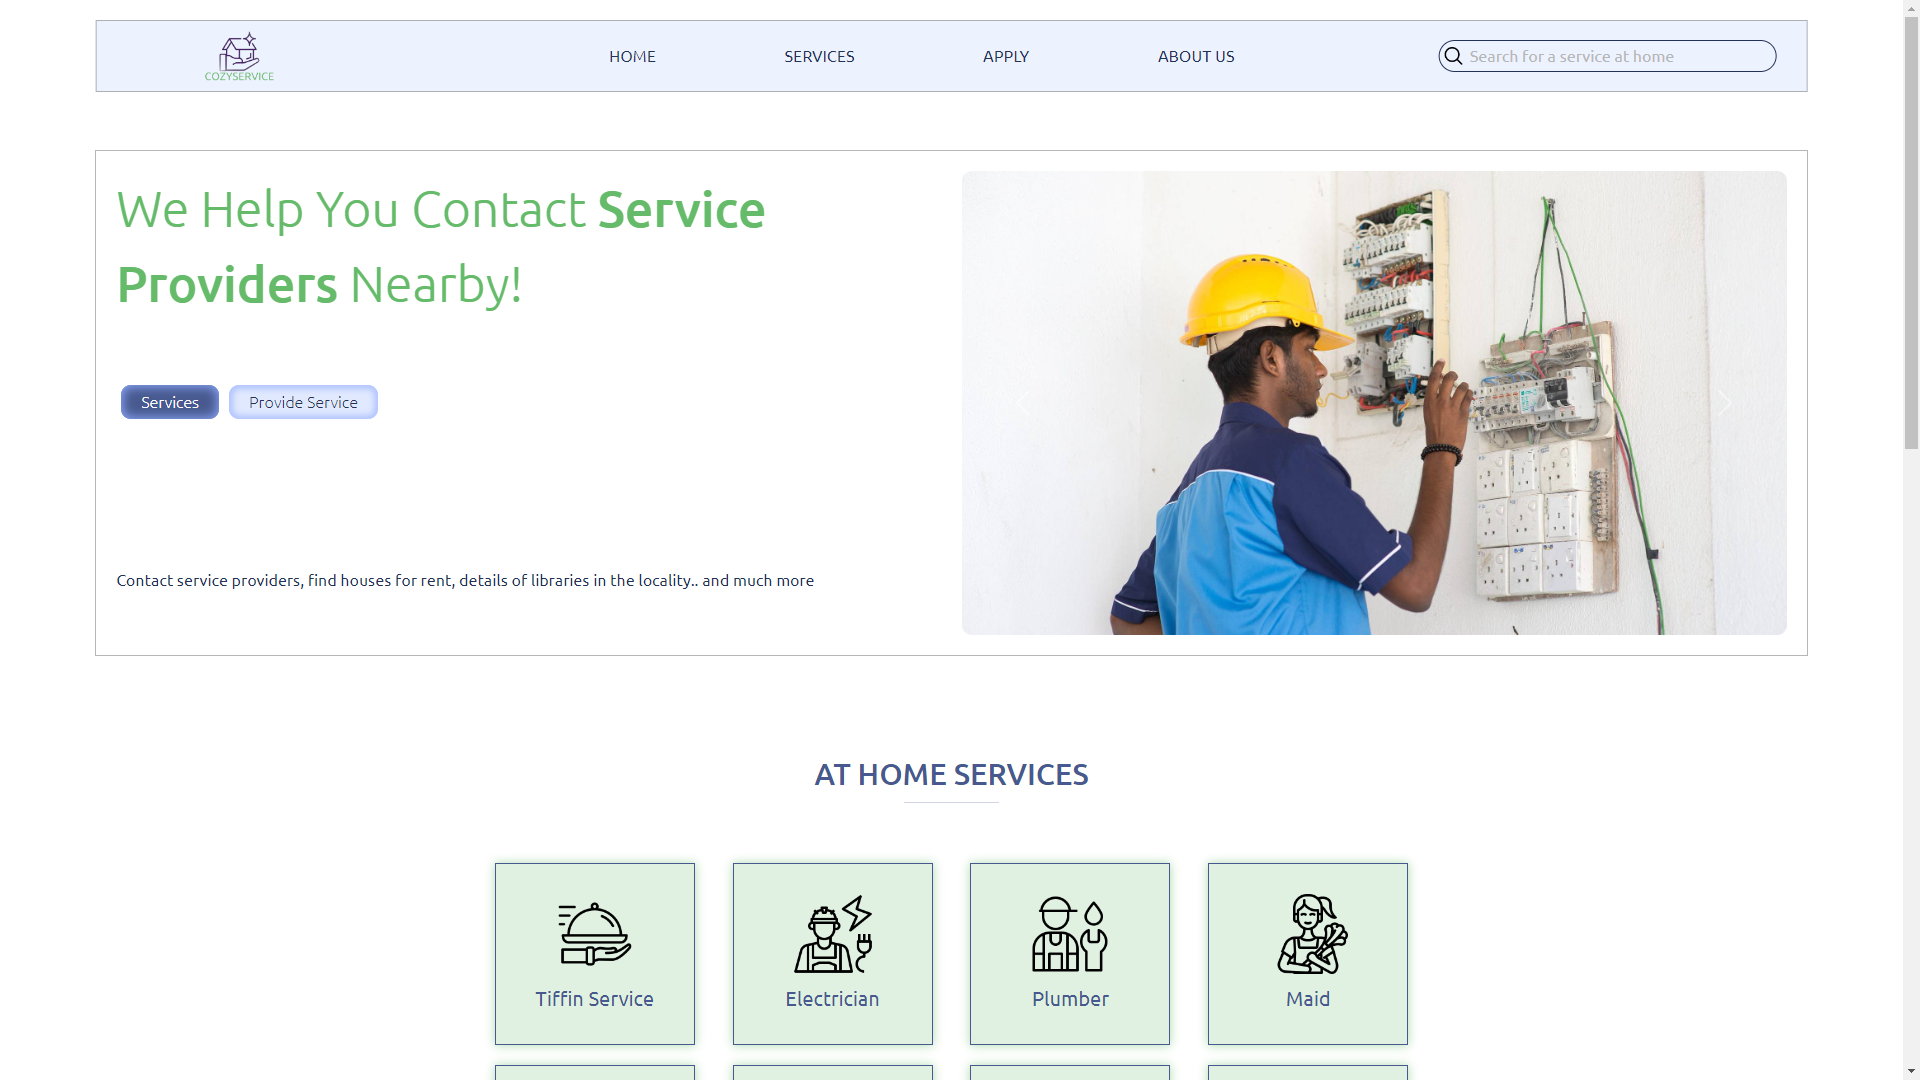 COZYSERVICE
HOME
SERVICES
APPLY
ABOUT US
Search for a service at home
We Help You Contact Service
Providers Nearby!
Services
Provide Service
Contact service providers, find houses for rent, details of libraries in the locality.. and much more
AT HOME SERVICES
Tiffin Service
Electrician
Plumber
Maid